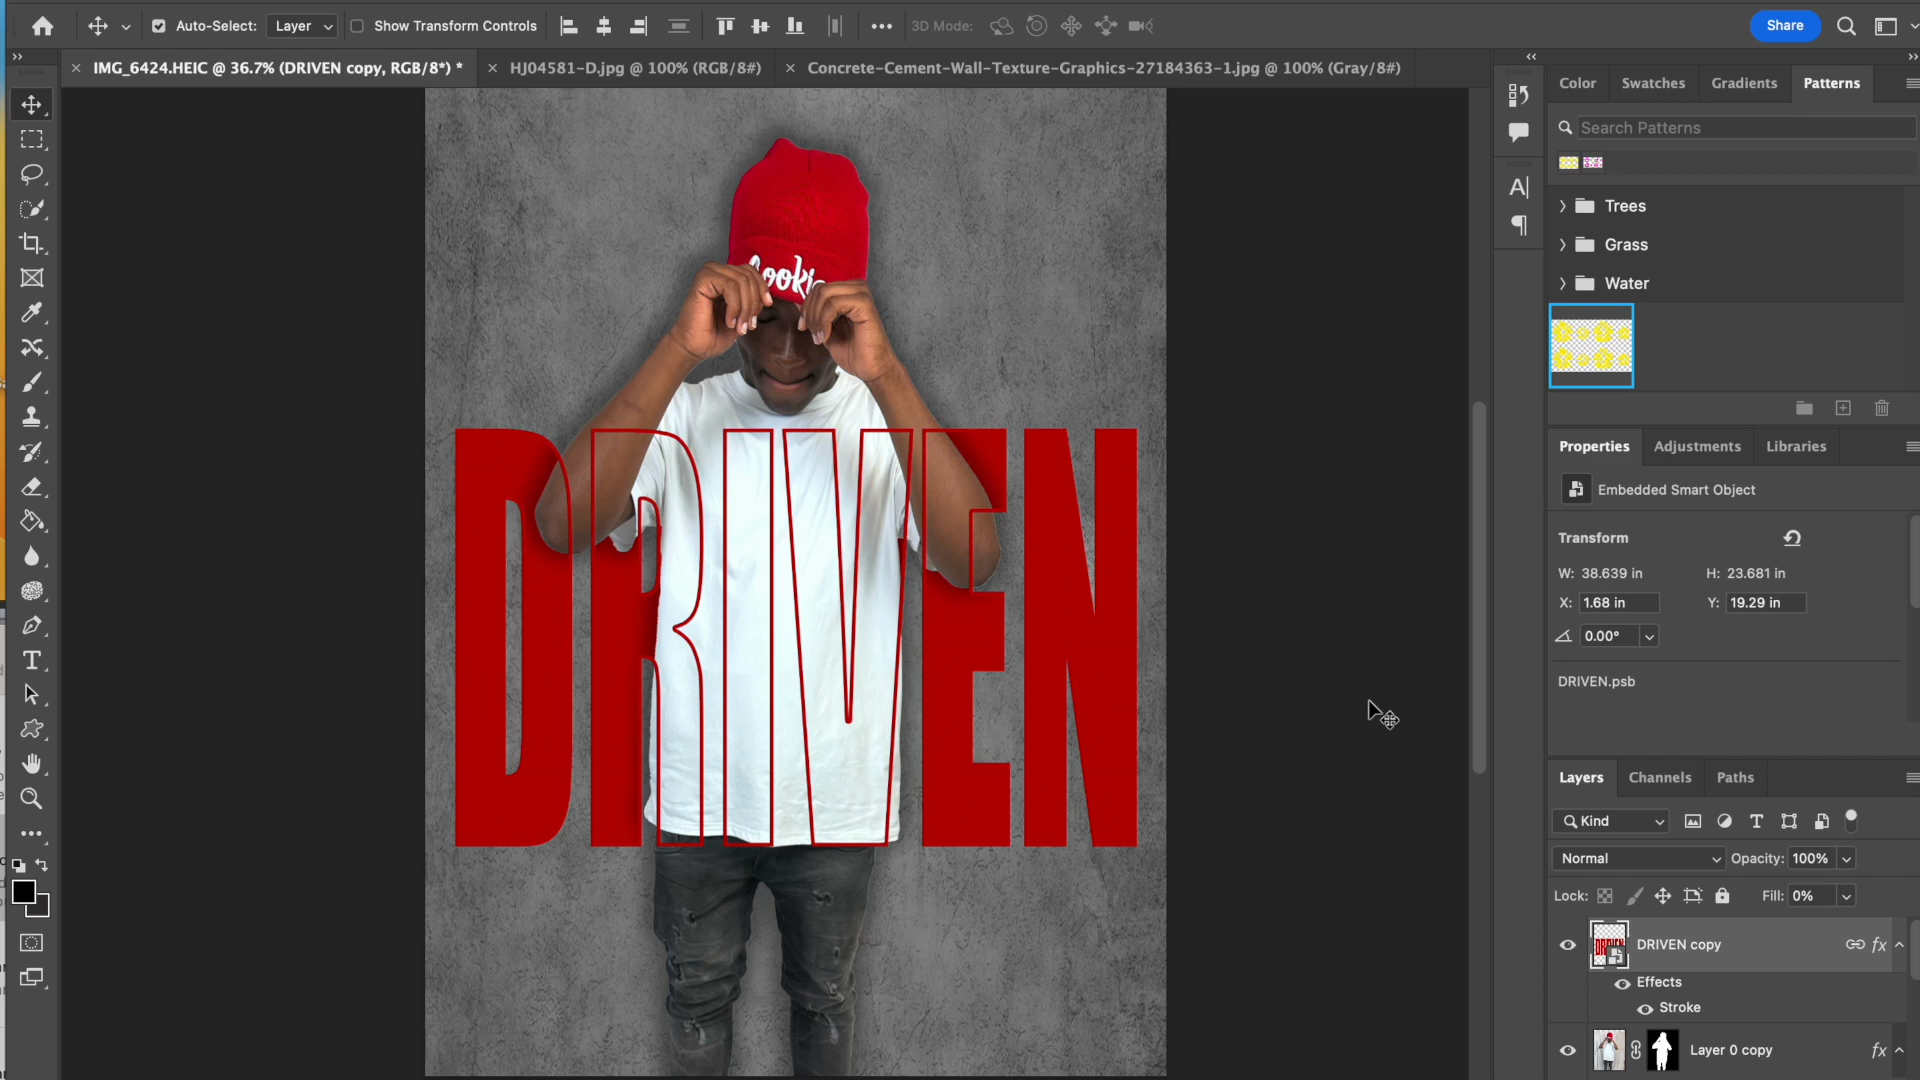 Auto-Select: Layer Show Transform Controls 3D Mode: Share
IMG_6424.HEIC @ 36.7% (DRIVEN copy, RGB/8*) * HJ04581-D.jpg @ 100% (RGB/8#) Concrete-Cement-Wall-Texture-Graphics-27184363-1.jpg @ 100% (Gray/8#)
Color Swatches Gradients Patterns
Search Patterns
Trees
Grass
Water
DRIVEN
Properties Adjustments Libraries
Embedded Smart Object
Transform
W: 38.639 in H: 23.681 in
X: 1.68 in Y: 19.29 in
0.00°
DRIVEN.psb
Layers Channels Paths
Kind
Normal Opacity: 100%
Lock: Fill: 0%
DRIVEN copy fx
Effects
Stroke
Layer 0 copy fx